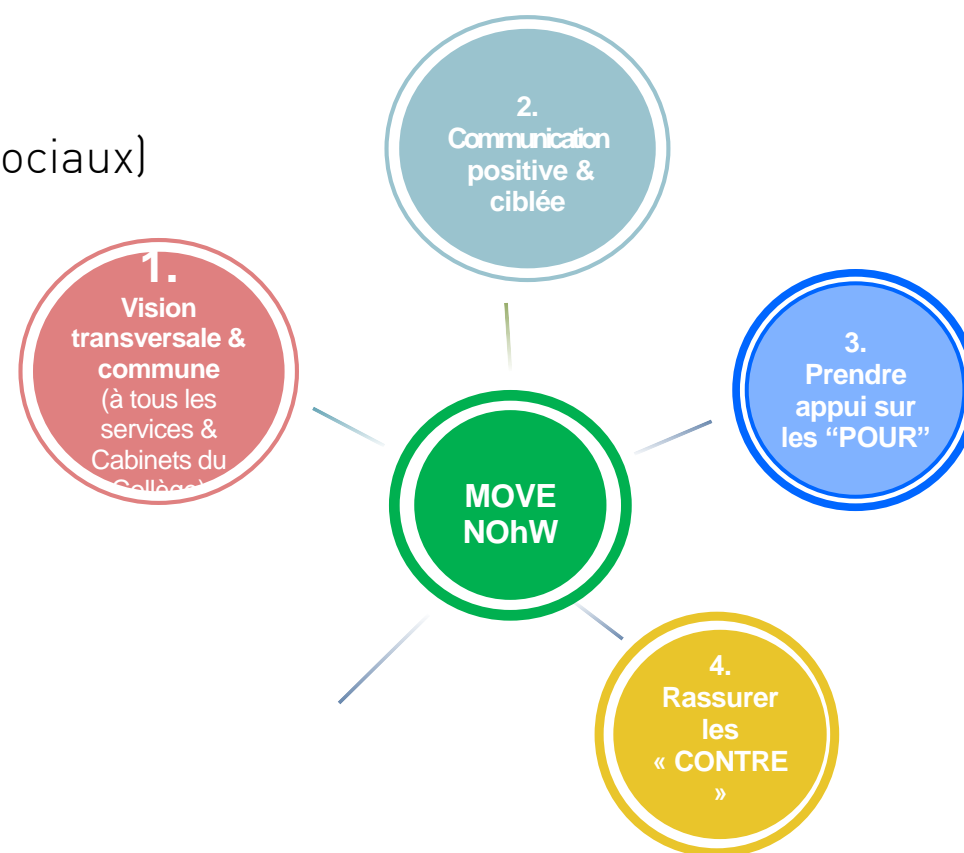 ociaux)
2.
Communication
positive &
ciblée
1.
Vision
transversale &
commune
(à tous les
services &
Cabinets du
Collège)
3.
Prendre
appui sur
les “POUR”
MOVE
NOhW
4.
Rassurer
les
« CONTRE
»